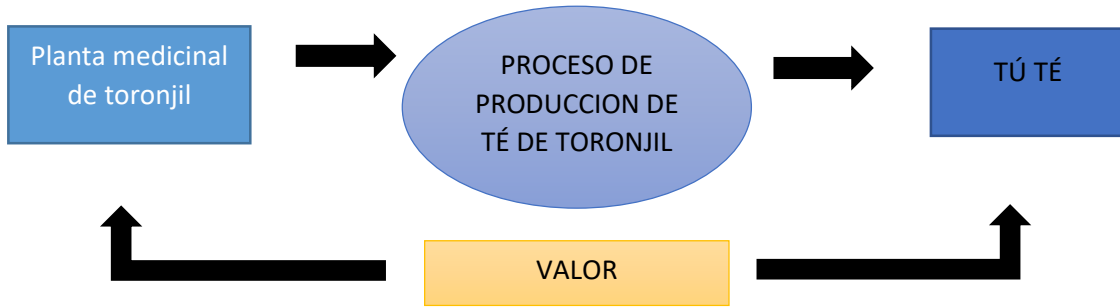 Planta medicinal
de toronjil
PROCESO DE
PRODUCCION DE
TÉ DE TORONJIL
TÚ TÉ
VALOR